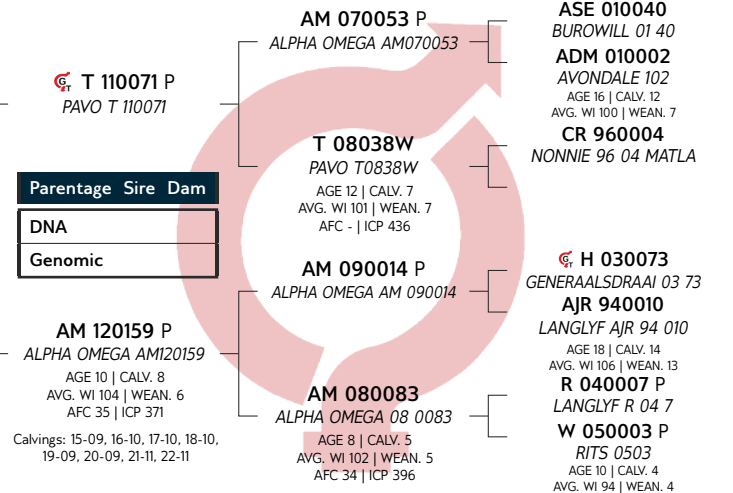 T 110071 P
PAVO T 110071
Parentage Sire Dam
DNA
Genomic
AM 120159 P
ALPHA OMEGA AM120159
AGE 10 | CALV. 8
AVG. WI 104 | WEAN. 6
AFC 35 | ICP 371
Calvings: 15-09, 16-10, 17-10, 18-10,
19-09, 20-09, 21-11, 22-11
AM 070053 P
ALPHA OMEGA AM070053
T 08038W
PAVO T0838W
AGE 12 | CALV. 7
AVG. WI 101 | WEAN. 7
AFC - | ICP 436
AM 090014 P
ALPHA OMEGA AM 090014
AM 080083
ALPHA OMEGA 08 0083
AGE 8 | CALV. 5
AVG. WI 102 | WEAN. 5
AFC 34 | ICP 396
ASE 010040
BUROWILL 01 40
ADM 010002
AVONDALE 102
AGE 16 | CALV. 12
AVG. WI 100 | WEAN. 7
CR 960004
NONNIE 96 04 MATLA
H 030073
GENERAALSDRAAI 03 73
AJR 940010
LANGLYF AJR 94 010
AGE 18 | CALV. 14
AVG. WI 106 | WEAN. 13
R 040007 P
LANGLYF R 04 7
W 050003 P
RITS 0503
AGE 10 | CALV. 4
AVG. WI 94 | WEAN. 4